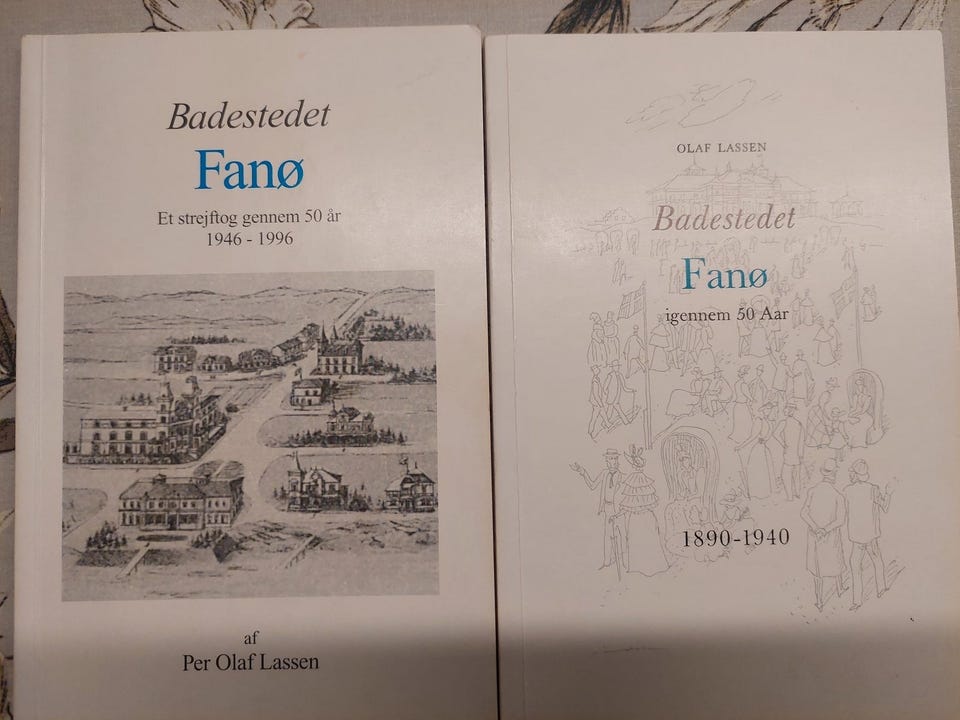 Badestedet
Fanø
Et strejftog gennem 50 år
1946 - 1996
af
Per Olaf Lassen
OLAF LASSEN
Badestedet
Fanø
igennem 50 Aar
1890-1940